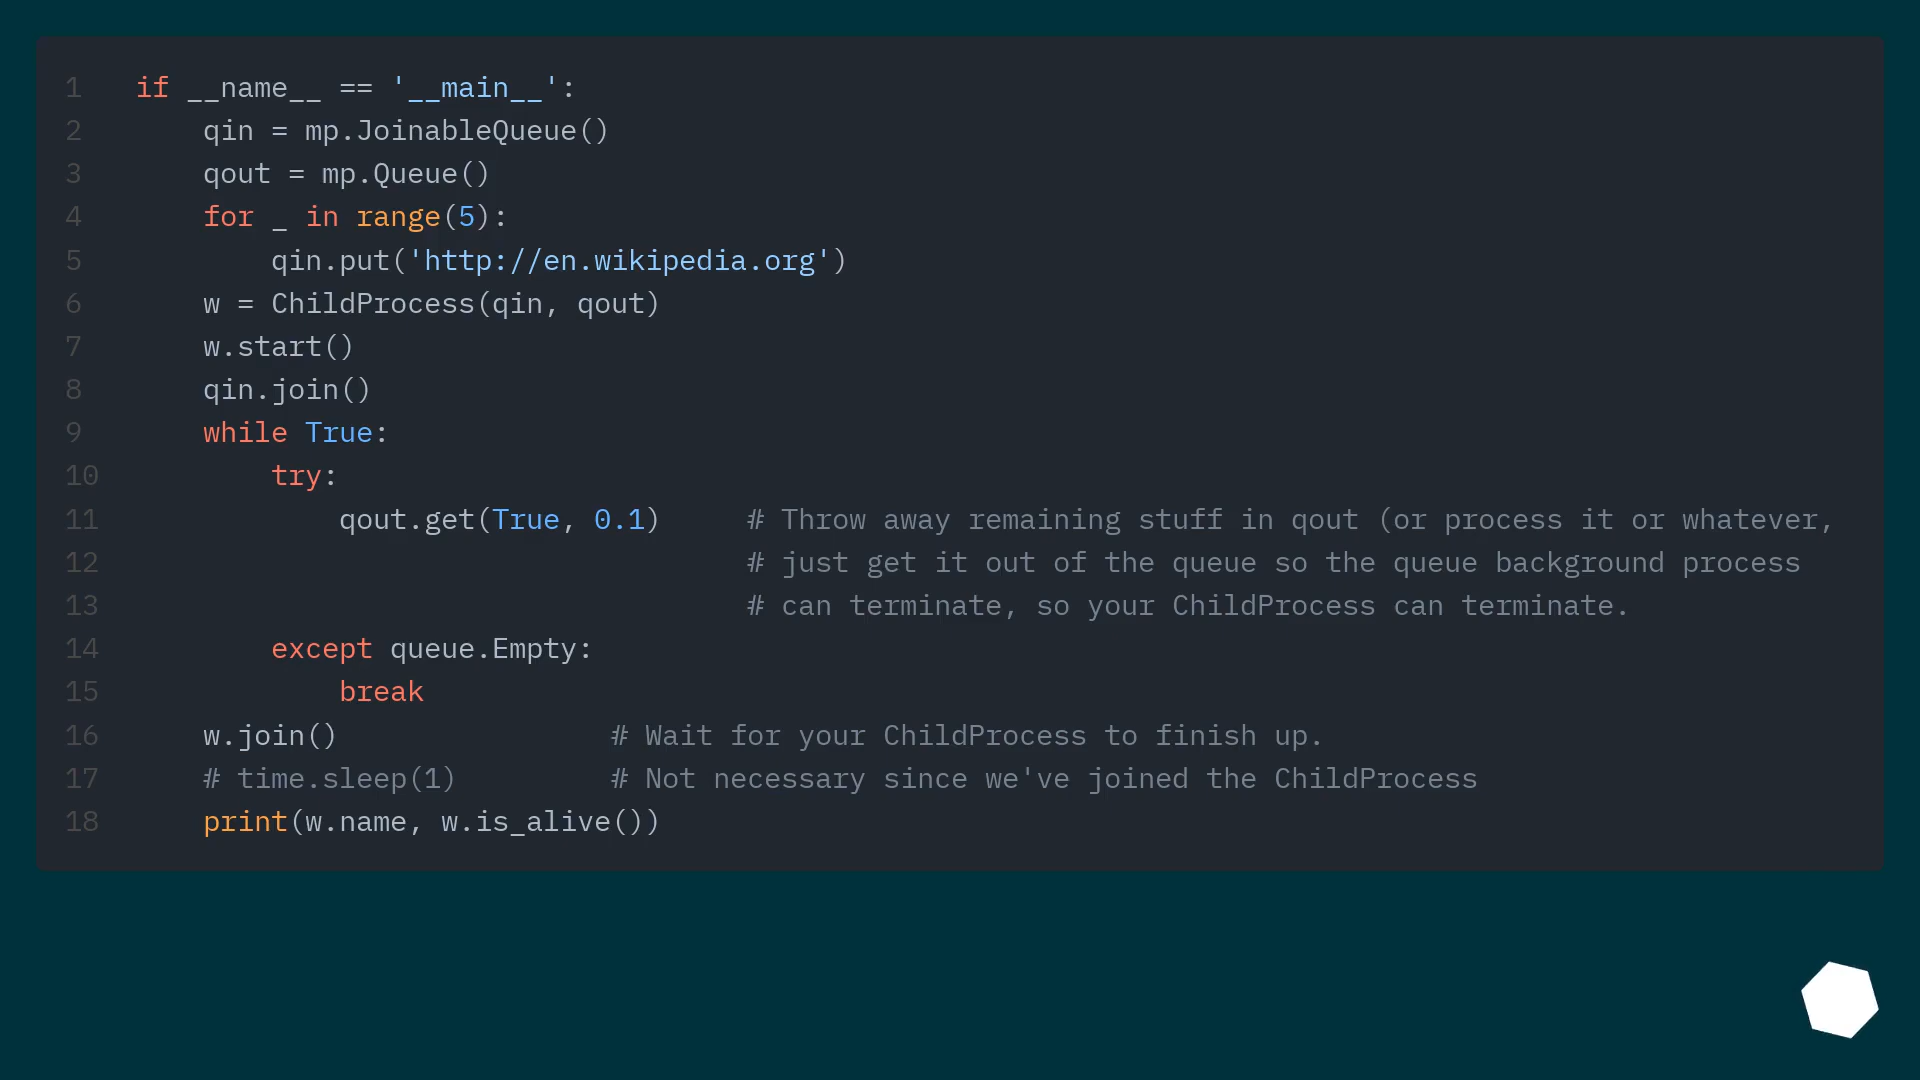 1 if __name__ == '__main__':
2     qin = mp.JoinableQueue()
3     qout = mp.Queue()
4     for _ in range(5):
5         qin.put('http://en.wikipedia.org')
6     w = ChildProcess(qin, qout)
7     w.start()
8     qin.join()
9     while True:
10         try:
11             qout.get(True, 0.1)     # Throw away remaining stuff in qout (or process it or whatever,
12                                     # just get it out of the queue so the queue background process
13                                     # can terminate, so your ChildProcess can terminate.
14         except queue.Empty:
15             break
16     w.join()                # Wait for your ChildProcess to finish up.
17     # time.sleep(1)         # Not necessary since we've joined the ChildProcess
18     print(w.name, w.is_alive())